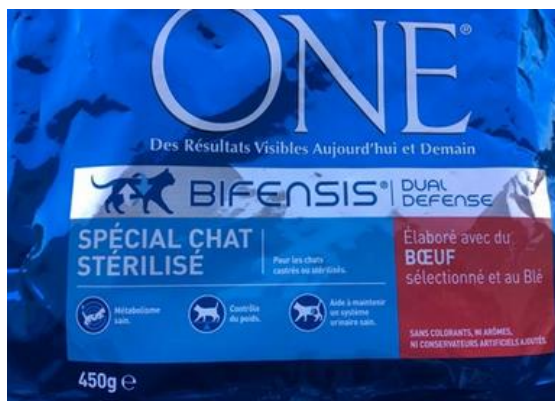 ONE®
Des Résultats Visibles Aujourd'hui et Demain
BIFENSIS® DUAL
DEFENSE
SPÉCIAL CHAT
STÉRILISÉ
Pour les chats
castrés ou stérilisés.
Élaboré avec du
BŒUF
sélectionné et au Blé
Métabolisme
sain.
Contrôle
du poids.
Aide à maintenir
un système
urinaire sain.
SANS COLORANTS, NI ARÔMES,
NI CONSERVATEURS ARTIFICIELS AJOUTÉS.
450g ℮